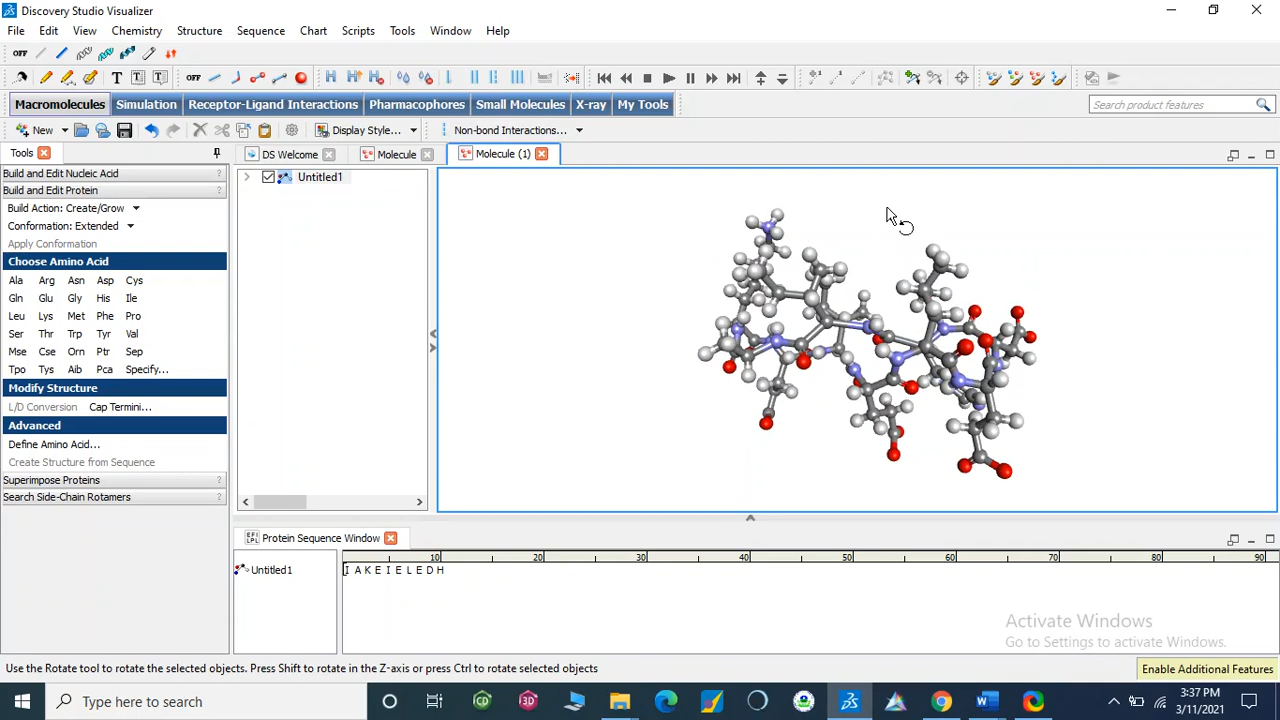 Discovery Studio Visualizer
File Edit View Chemistry Structure Sequence Chart Scripts Tools Window Help
OFF
T T T OFF H H H
Macromolecules Simulation Receptor-Ligand Interactions Pharmacophores Small Molecules X-ray My Tools Search product features
New Display Style... Non-bond Interactions...
Tools DS Welcome Molecule Molecule (1)
Build and Edit Nucleic Acid ?
Untitled1
Build and Edit Protein ?
Build Action: Create/Grow
Conformation: Extended
Apply Conformation
Choose Amino Acid
Ala Arg Asn Asp Cys
Gln Glu Gly His Ile
Leu Lys Met Phe Pro
Ser Thr Trp Tyr Val
Mse Cse Orn Ptr Sep
Tpo Tys Aib Pca Specify...
Modify Structure
L/D Conversion Cap Termini...
Advanced
Define Amino Acid...
Create Structure from Sequence
Superimpose Proteins ?
Search Side-Chain Rotamers ?
Protein Sequence Window
10 20 30 40 50 60 70 80 90
Untitled1 I A K E I E L E D H
Activate Windows
Go to Settings to activate Windows.
Use the Rotate tool to rotate the selected objects. Press Shift to rotate in the Z-axis or press Ctrl to rotate selected objects
Enable Additional Features
Type here to search
3:37 PM
3/11/2021